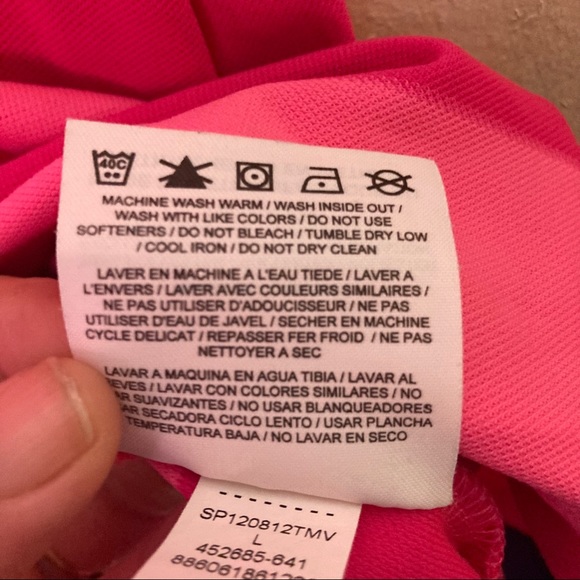 40C
MACHINE WASH WARM / WASH INSIDE OUT /
WASH WITH LIKE COLORS / DO NOT USE
SOFTENERS / DO NOT BLEACH / TUMBLE DRY LOW
/ COOL IRON / DO NOT DRY CLEAN
LAVER EN MACHINE A L'EAU TIEDE / LAVER A
L'ENVERS / LAVER AVEC COULEURS SIMILAIRES /
NE PAS UTILISER D'ADOUCISSEUR / NE PAS
UTILISER D'EAU DE JAVEL / SECHER EN MACHINE
CYCLE DELICAT / REPASSER FER FROID / NE PAS
NETTOYER A SEC
LAVAR A MAQUINA EN AGUA TIBIA / LAVAR AL
/ LAVAR CON COLORES SIMILARES / NO
SUAVIZANTES / NO USAR BLANQUEADORES
SECADORA CICLO LENTO / USAR PLANCHA
TEMPERATURA BAJA / NO LAVAR EN SECO
SP120812TMV
L
452685-641